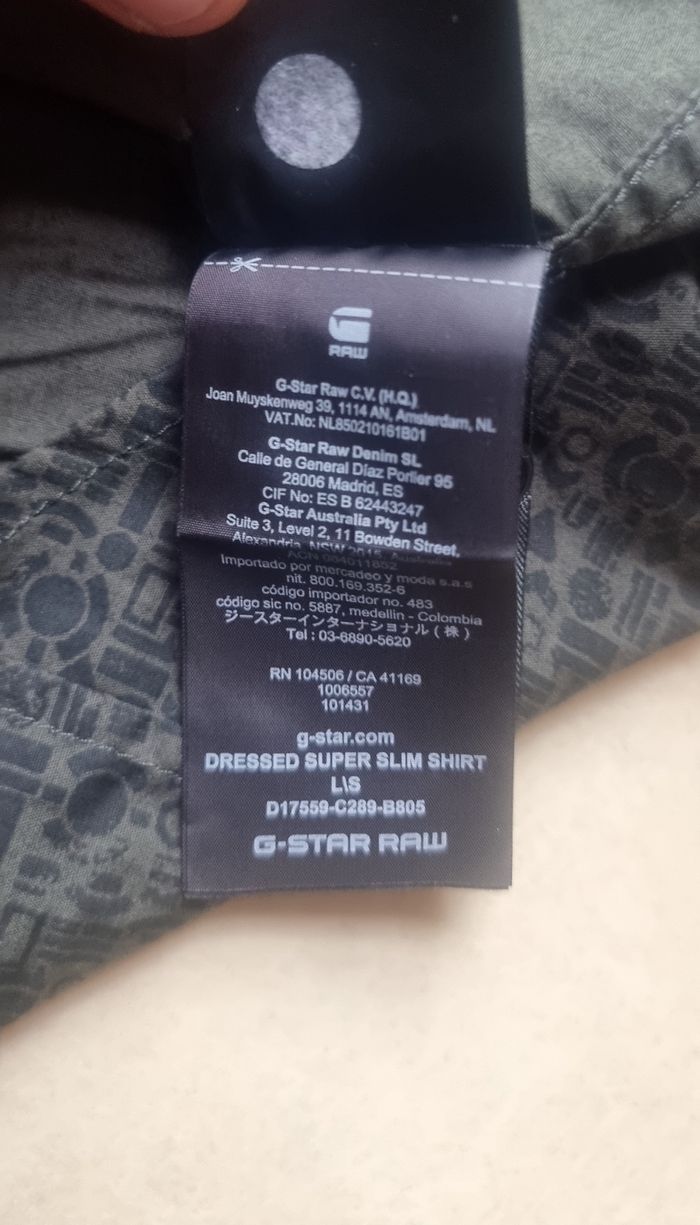 RAW
G-Star Raw C.V. (H.Q.)
Joan Muyskenweg 39, 1114 AN, Amsterdam, NL
VAT.No: NL850210161B01
G-Star Raw Denim SL
Calle de General Díaz Porlier 95
28006 Madrid, ES
CIF No: ES B 62443247
G-Star Australia Pty Ltd
Suite 3, Level 2, 11 Bowden Street.
Alexandria, NSW 2015, Australia
ACN
Importado por mercadeo y moda s.a.s
nit. 800.169.352-6
código importador no. 483
código sic no. 5887, medellin - Colombia
ジースターインターナショナル ( 株 )
Tel : 03-6890-5620
RN 104506 / CA 41169
1006557
101431
g-star.com
DRESSED SUPER SLIM SHIRT
L\S
D17559-C289-B805
G-STAR RAW